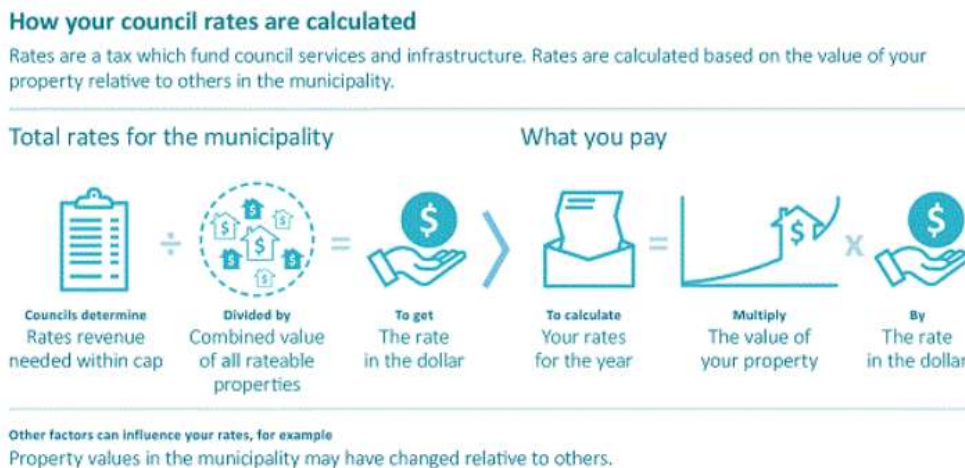 How your council rates are calculated
Rates are a tax which fund council services and infrastructure. Rates are calculated based on the value of your
property relative to others in the municipality.
Total rates for the municipality
What you pay
$
$
$
$
$
$
$
$
÷
=
$
=
$
x
$
Councils determine
Rates revenue
needed within cap
Divided by
Combined value
of all rateable
properties
To get
The rate
in the dollar
To calculate
Your rates
for the year
Multiply
The value of
your property
By
The rate
in the dollar
Other factors can influence your rates, for example
Property values in the municipality may have changed relative to others.